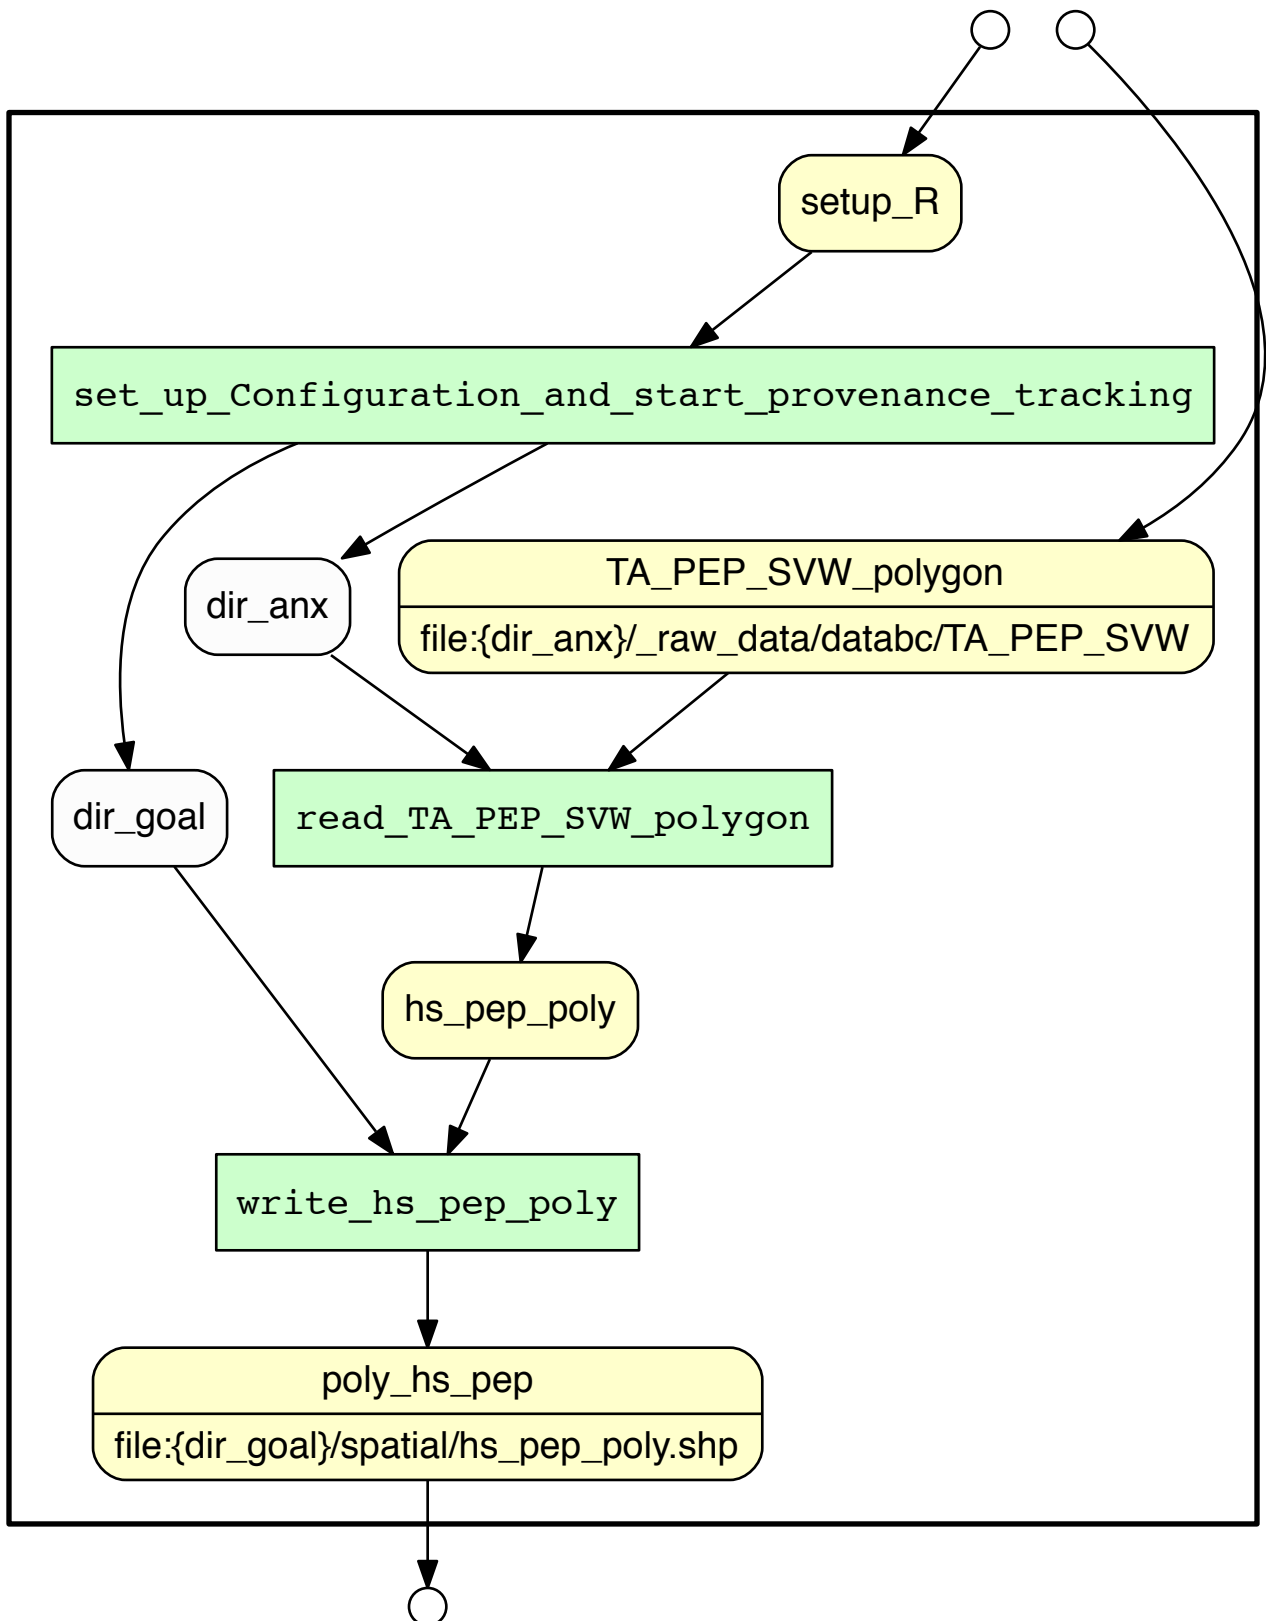 setup_R
set_up_Configuration_and_start_provenance_tracking
dir_anx
TA_PEP_SVW_polygon
file:{dir_anx}/_raw_data/databc/TA_PEP_SVW
dir_goal
read_TA_PEP_SVW_polygon
hs_pep_poly
write_hs_pep_poly
poly_hs_pep
file:{dir_goal}/spatial/hs_pep_poly.shp